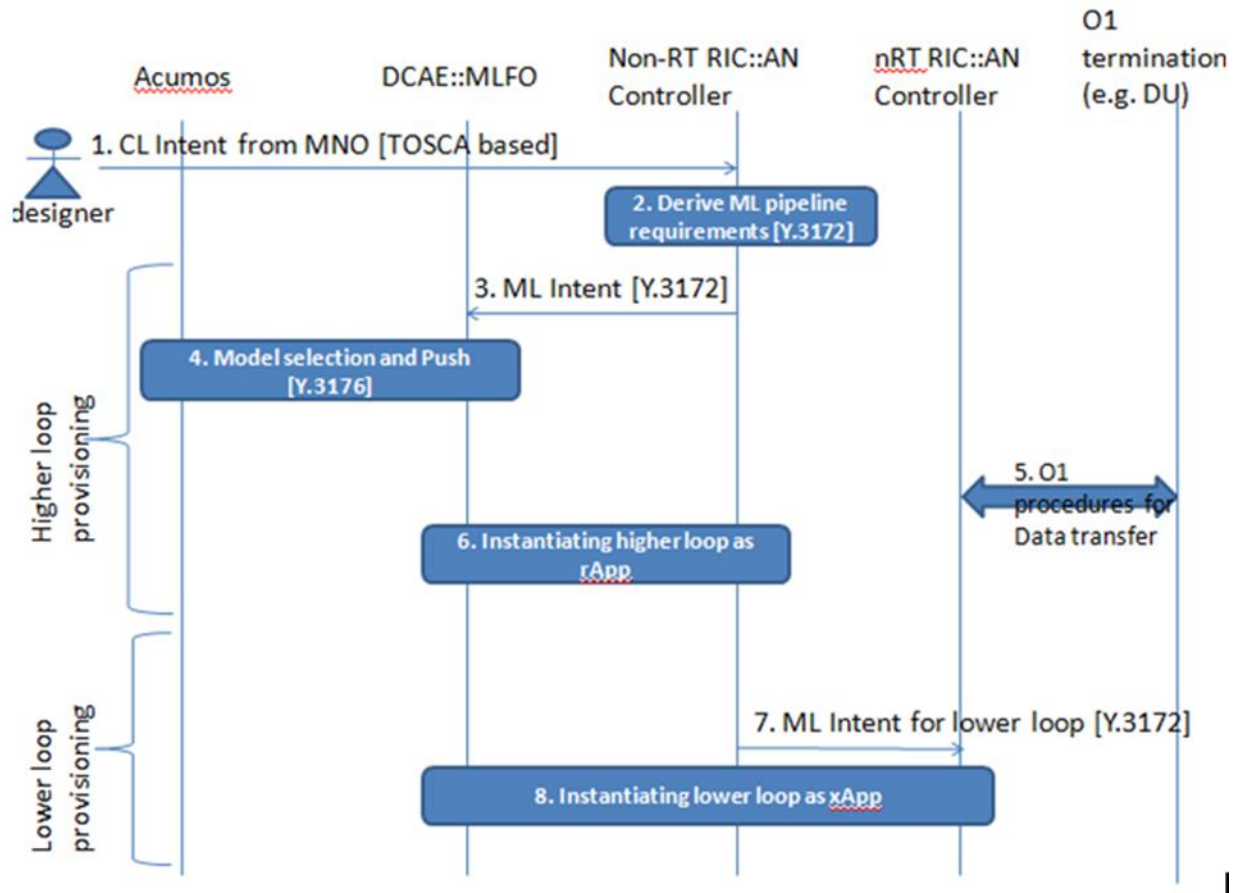 O1
termination
(e.g. DU)
Non-RT RIC::AN
Controller
nRT RIC::AN
Controller
Acumos
DCAE::MLFO
1. CL Intent from MNO [TOSCA based]
designer
2. Derive ML pipeline
requirements [Y.3172]
3. ML Intent [Y.3172]
4. Model selection and Push
[Y.3176]
Higher loop
provisioning
5. O1
procedures for
Data transfer
6. Instantiating higher loop as
rApp
7. ML Intent for lower loop [Y.3172]
Lower loop
provisioning
8. Instantiating lower loop as xApp